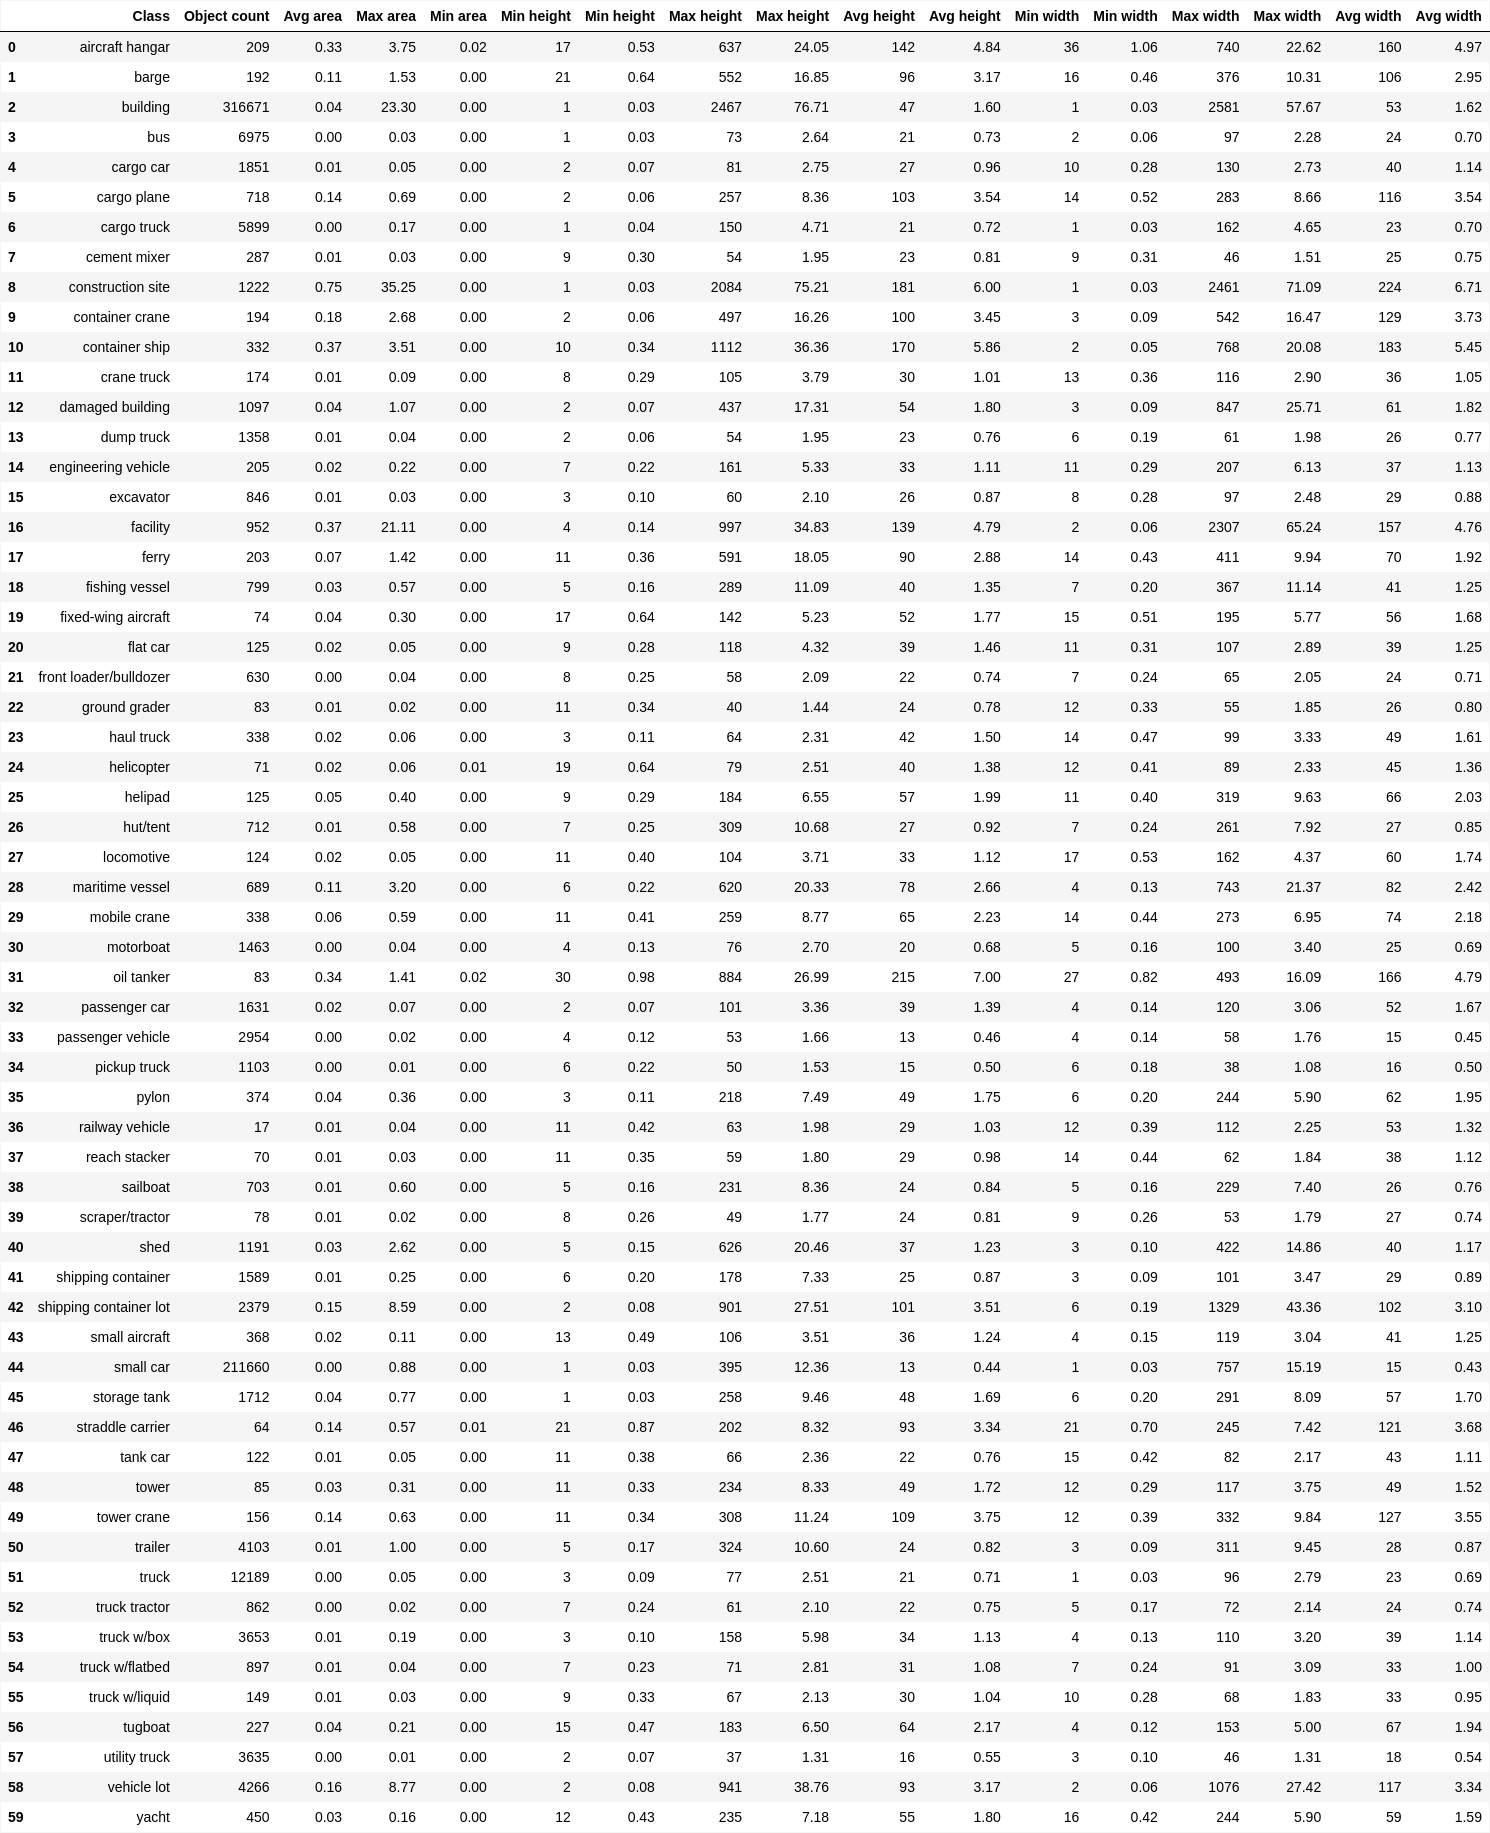 Class Object count Avg area Max area Min area Min height Min height Max height Max height Avg height Avg height Min width Min width Max width Max width Avg width Avg width
0 aircraft hangar 209 0.33 3.75 0.02 17 0.53 637 24.05 142 4.84 36 1.06 740 22.62 160 4.97
1 barge 192 0.11 1.53 0.00 21 0.64 552 16.85 96 3.17 16 0.46 376 10.31 106 2.95
2 building 316671 0.04 23.30 0.00 1 0.03 2467 76.71 47 1.60 1 0.03 2581 57.67 53 1.62
3 bus 6975 0.00 0.03 0.00 1 0.03 73 2.64 21 0.73 2 0.06 97 2.28 24 0.70
4 cargo car 1851 0.01 0.05 0.00 2 0.07 81 2.75 27 0.96 10 0.28 130 2.73 40 1.14
5 cargo plane 718 0.14 0.69 0.00 2 0.06 257 8.36 103 3.54 14 0.52 283 8.66 116 3.54
6 cargo truck 5899 0.00 0.17 0.00 1 0.04 150 4.71 21 0.72 1 0.03 162 4.65 23 0.70
7 cement mixer 287 0.01 0.03 0.00 9 0.30 54 1.95 23 0.81 9 0.31 46 1.51 25 0.75
8 construction site 1222 0.75 35.25 0.00 1 0.03 2084 75.21 181 6.00 1 0.03 2461 71.09 224 6.71
9 container crane 194 0.18 2.68 0.00 2 0.06 497 16.26 100 3.45 3 0.09 542 16.47 129 3.73
10 container ship 332 0.37 3.51 0.00 10 0.34 1112 36.36 170 5.86 2 0.05 768 20.08 183 5.45
11 crane truck 174 0.01 0.09 0.00 8 0.29 105 3.79 30 1.01 13 0.36 116 2.90 36 1.05
12 damaged building 1097 0.04 1.07 0.00 2 0.07 437 17.31 54 1.80 3 0.09 847 25.71 61 1.82
13 dump truck 1358 0.01 0.04 0.00 2 0.06 54 1.95 23 0.76 6 0.19 61 1.98 26 0.77
14 engineering vehicle 205 0.02 0.22 0.00 7 0.22 161 5.33 33 1.11 11 0.29 207 6.13 37 1.13
15 excavator 846 0.01 0.03 0.00 3 0.10 60 2.10 26 0.87 8 0.28 97 2.48 29 0.88
16 facility 952 0.37 21.11 0.00 4 0.14 997 34.83 139 4.79 2 0.06 2307 65.24 157 4.76
17 ferry 203 0.07 1.42 0.00 11 0.36 591 18.05 90 2.88 14 0.43 411 9.94 70 1.92
18 fishing vessel 799 0.03 0.57 0.00 5 0.16 289 11.09 40 1.35 7 0.20 367 11.14 41 1.25
19 fixed-wing aircraft 74 0.04 0.30 0.00 17 0.64 142 5.23 52 1.77 15 0.51 195 5.77 56 1.68
20 flat car 125 0.02 0.05 0.00 9 0.28 118 4.32 39 1.46 11 0.31 107 2.89 39 1.25
21 front loader/bulldozer 630 0.00 0.04 0.00 8 0.25 58 2.09 22 0.74 7 0.24 65 2.05 24 0.71
22 ground grader 83 0.01 0.02 0.00 11 0.34 40 1.44 24 0.78 12 0.33 55 1.85 26 0.80
23 haul truck 338 0.02 0.06 0.00 3 0.11 64 2.31 42 1.50 14 0.47 99 3.33 49 1.61
24 helicopter 71 0.02 0.06 0.01 19 0.64 79 2.51 40 1.38 12 0.41 89 2.33 45 1.36
25 helipad 125 0.05 0.40 0.00 9 0.29 184 6.55 57 1.99 11 0.40 319 9.63 66 2.03
26 hut/tent 712 0.01 0.58 0.00 7 0.25 309 10.68 27 0.92 7 0.24 261 7.92 27 0.85
27 locomotive 124 0.02 0.05 0.00 11 0.40 104 3.71 33 1.12 17 0.53 162 4.37 60 1.74
28 maritime vessel 689 0.11 3.20 0.00 6 0.22 620 20.33 78 2.66 4 0.13 743 21.37 82 2.42
29 mobile crane 338 0.06 0.59 0.00 11 0.41 259 8.77 65 2.23 14 0.44 273 6.95 74 2.18
30 motorboat 1463 0.00 0.04 0.00 4 0.13 76 2.70 20 0.68 5 0.16 100 3.40 25 0.69
31 oil tanker 83 0.34 1.41 0.02 30 0.98 884 26.99 215 7.00 27 0.82 493 16.09 166 4.79
32 passenger car 1631 0.02 0.07 0.00 2 0.07 101 3.36 39 1.39 4 0.14 120 3.06 52 1.67
33 passenger vehicle 2954 0.00 0.02 0.00 4 0.12 53 1.66 13 0.46 4 0.14 58 1.76 15 0.45
34 pickup truck 1103 0.00 0.01 0.00 6 0.22 50 1.53 15 0.50 6 0.18 38 1.08 16 0.50
35 pylon 374 0.04 0.36 0.00 3 0.11 218 7.49 49 1.75 6 0.20 244 5.90 62 1.95
36 railway vehicle 17 0.01 0.04 0.00 11 0.42 63 1.98 29 1.03 12 0.39 112 2.25 53 1.32
37 reach stacker 70 0.01 0.03 0.00 11 0.35 59 1.80 29 0.98 14 0.44 62 1.84 38 1.12
38 sailboat 703 0.01 0.60 0.00 5 0.16 231 8.36 24 0.84 5 0.16 229 7.40 26 0.76
39 scraper/tractor 78 0.01 0.02 0.00 8 0.26 49 1.77 24 0.81 9 0.26 53 1.79 27 0.74
40 shed 1191 0.03 2.62 0.00 5 0.15 626 20.46 37 1.23 3 0.10 422 14.86 40 1.17
41 shipping container 1589 0.01 0.25 0.00 6 0.20 178 7.33 25 0.87 3 0.09 101 3.47 29 0.89
42 shipping container lot 2379 0.15 8.59 0.00 2 0.08 901 27.51 101 3.51 6 0.19 1329 43.36 102 3.10
43 small aircraft 368 0.02 0.11 0.00 13 0.49 106 3.51 36 1.24 4 0.15 119 3.04 41 1.25
44 small car 211660 0.00 0.88 0.00 1 0.03 395 12.36 13 0.44 1 0.03 757 15.19 15 0.43
45 storage tank 1712 0.04 0.77 0.00 1 0.03 258 9.46 48 1.69 6 0.20 291 8.09 57 1.70
46 straddle carrier 64 0.14 0.57 0.01 21 0.87 202 8.32 93 3.34 21 0.70 245 7.42 121 3.68
47 tank car 122 0.01 0.05 0.00 11 0.38 66 2.36 22 0.76 15 0.42 82 2.17 43 1.11
48 tower 85 0.03 0.31 0.00 11 0.33 234 8.33 49 1.72 12 0.29 117 3.75 49 1.52
49 tower crane 156 0.14 0.63 0.00 11 0.34 308 11.24 109 3.75 12 0.39 332 9.84 127 3.55
50 trailer 4103 0.01 1.00 0.00 5 0.17 324 10.60 24 0.82 3 0.09 311 9.45 28 0.87
51 truck 12189 0.00 0.05 0.00 3 0.09 77 2.51 21 0.71 1 0.03 96 2.79 23 0.69
52 truck tractor 862 0.00 0.02 0.00 7 0.24 61 2.10 22 0.75 5 0.17 72 2.14 24 0.74
53 truck w/box 3653 0.01 0.19 0.00 3 0.10 158 5.98 34 1.13 4 0.13 110 3.20 39 1.14
54 truck w/flatbed 897 0.01 0.04 0.00 7 0.23 71 2.81 31 1.08 7 0.24 91 3.09 33 1.00
55 truck w/liquid 149 0.01 0.03 0.00 9 0.33 67 2.13 30 1.04 10 0.28 68 1.83 33 0.95
56 tugboat 227 0.04 0.21 0.00 15 0.47 183 6.50 64 2.17 4 0.12 153 5.00 67 1.94
57 utility truck 3635 0.00 0.01 0.00 2 0.07 37 1.31 16 0.55 3 0.10 46 1.31 18 0.54
58 vehicle lot 4266 0.16 8.77 0.00 2 0.08 941 38.76 93 3.17 2 0.06 1076 27.42 117 3.34
59 yacht 450 0.03 0.16 0.00 12 0.43 235 7.18 55 1.80 16 0.42 244 5.90 59 1.59